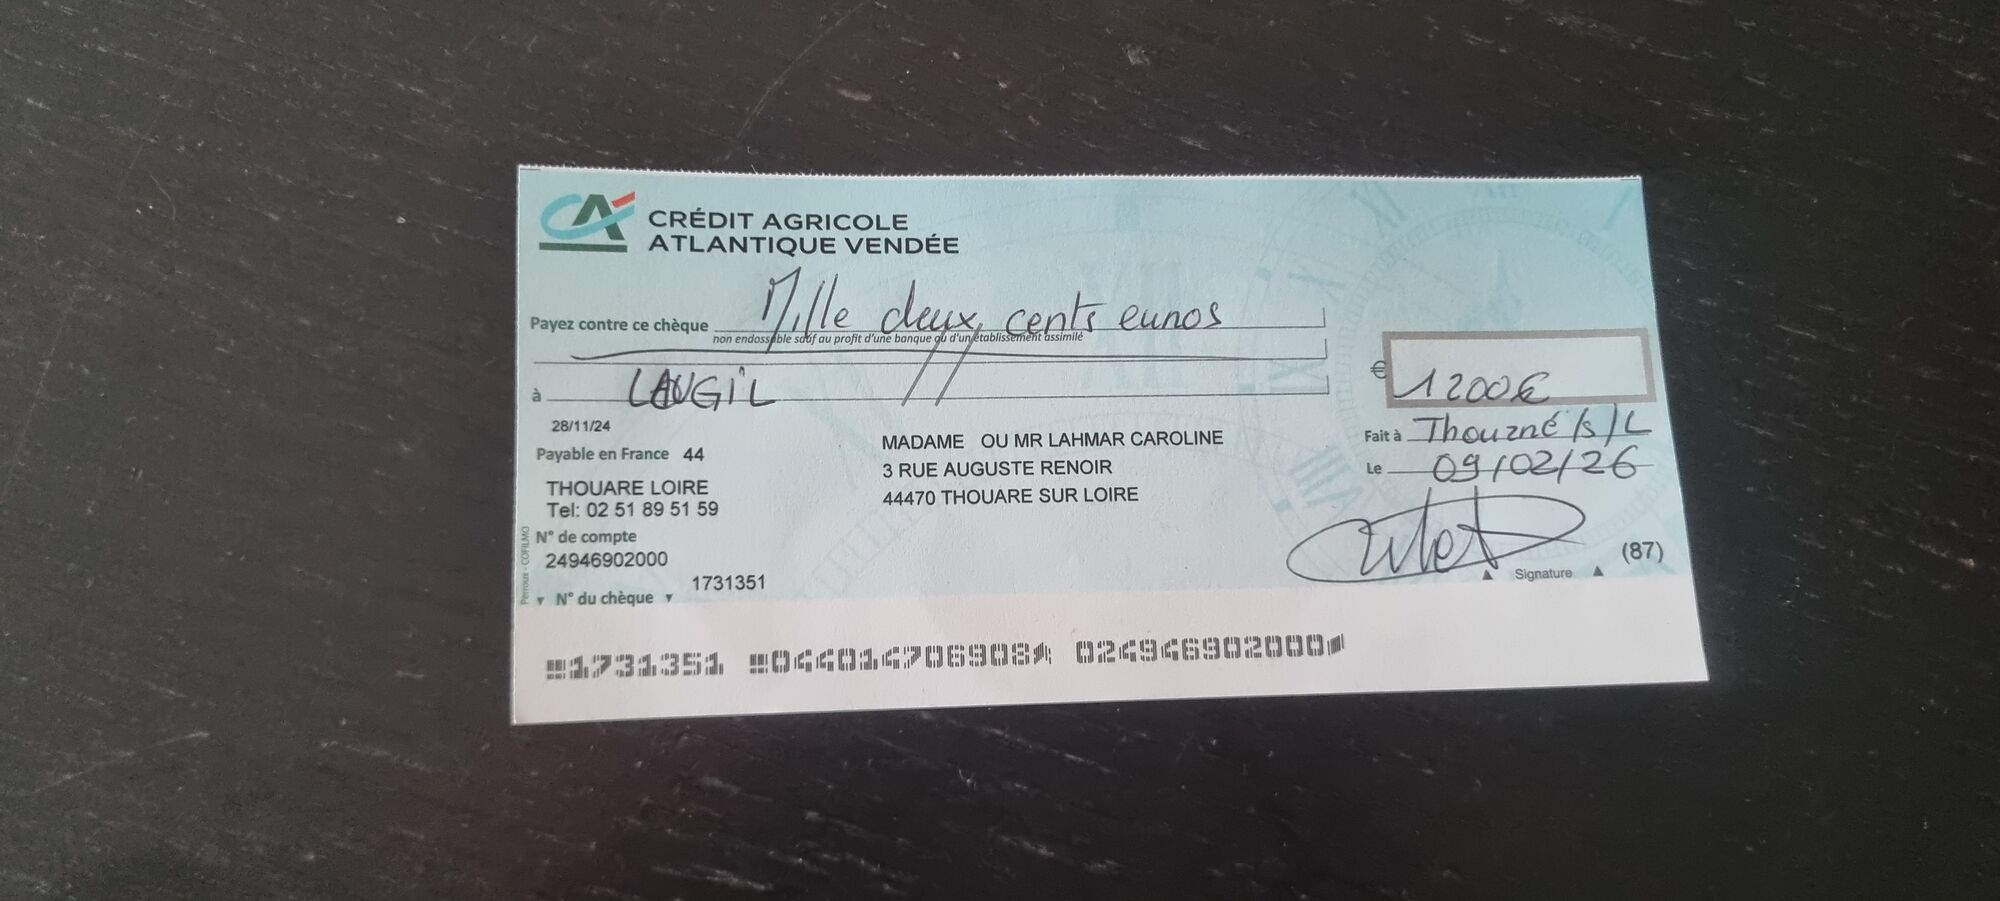 CRÉDIT AGRICOLE
ATLANTIQUE VENDÉE
Payez contre ce chèque Mille deux cents euros
non endossable sauf au profit d'une banque ou d'un établissement assimilé
€ 1200€
à LAUGIL
Fait à Thouaré /s/L
Le 09/02/26
28/11/24
Payable en France 44
THOUARE LOIRE
Tel: 02 51 89 51 59
MADAME OU MR LAHMAR CAROLINE
3 RUE AUGUSTE RENOIR
44470 THOUARE SUR LOIRE
N° de compte
24946902000
1731351
N° du chèque
Signature
(87)
1731351 044014706908 024946902000